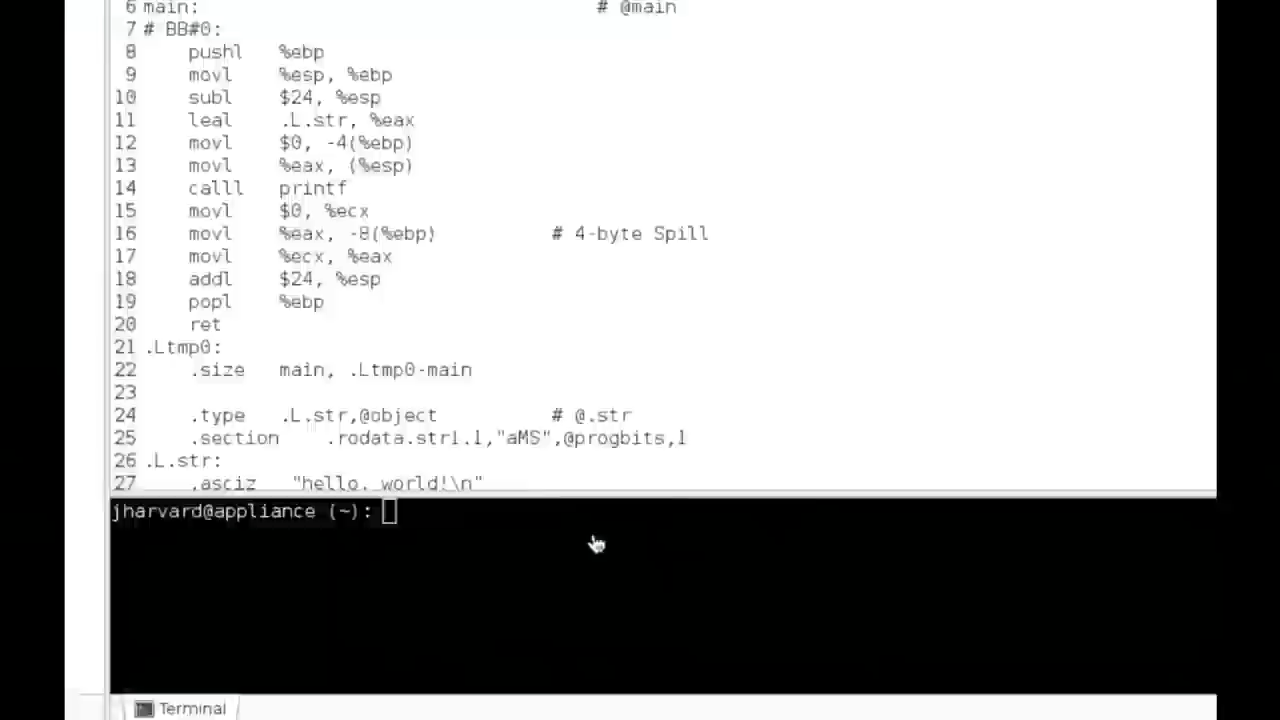 6 main: # @main
7 # BB#0:
8 pushl %ebp
9 movl %esp, %ebp
10 subl $24, %esp
11 leal .L.str, %eax
12 movl $0, -4(%ebp)
13 movl %eax, (%esp)
14 calll printf
15 movl $0, %ecx
16 movl %eax, -8(%ebp) # 4-byte Spill
17 movl %ecx, %eax
18 addl $24, %esp
19 popl %ebp
20 ret
21 .Ltmp0:
22 .size main, .Ltmp0-main
23
24 .type .L.str,@object # @.str
25 .section .rodata.str1.1,"aMS",@progbits,1
26 .L.str:
27 .asciz "hello, world!\n"
jharvard@appliance (~):
Terminal